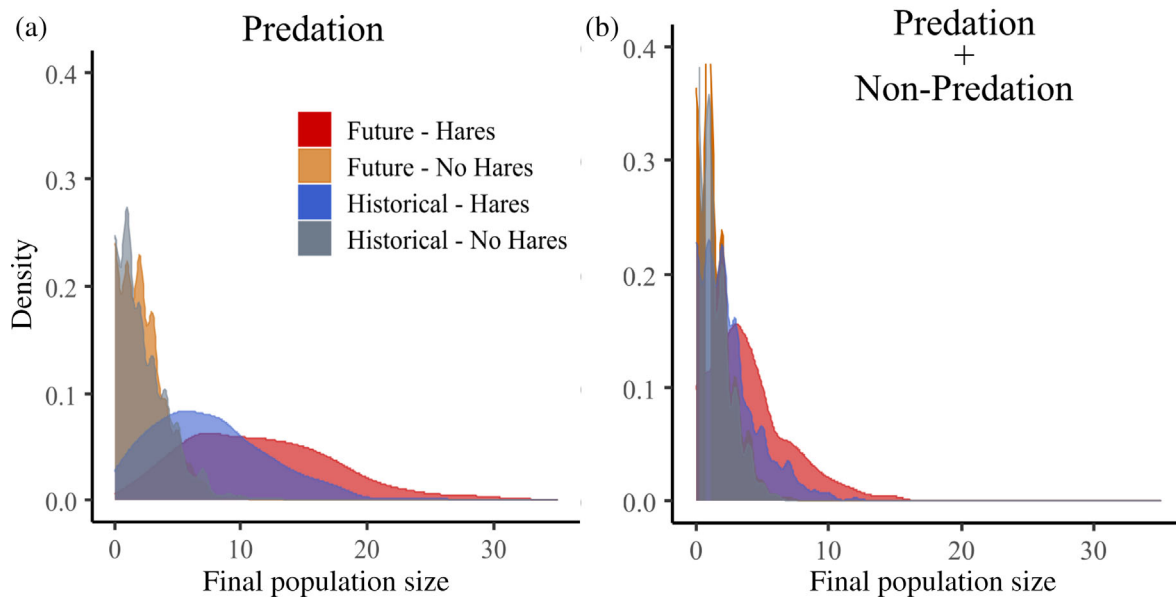 (a)
Predation
Density
0.4
0.3
0.2
0.1
0.0
Future - Hares
Future - No Hares
Historical - Hares
Historical - No Hares
0 10 20 30
Final population size
(b)
Predation
+
Non-Predation
0.4
0.3
0.2
0.1
0.0
0 10 20 30
Final population size